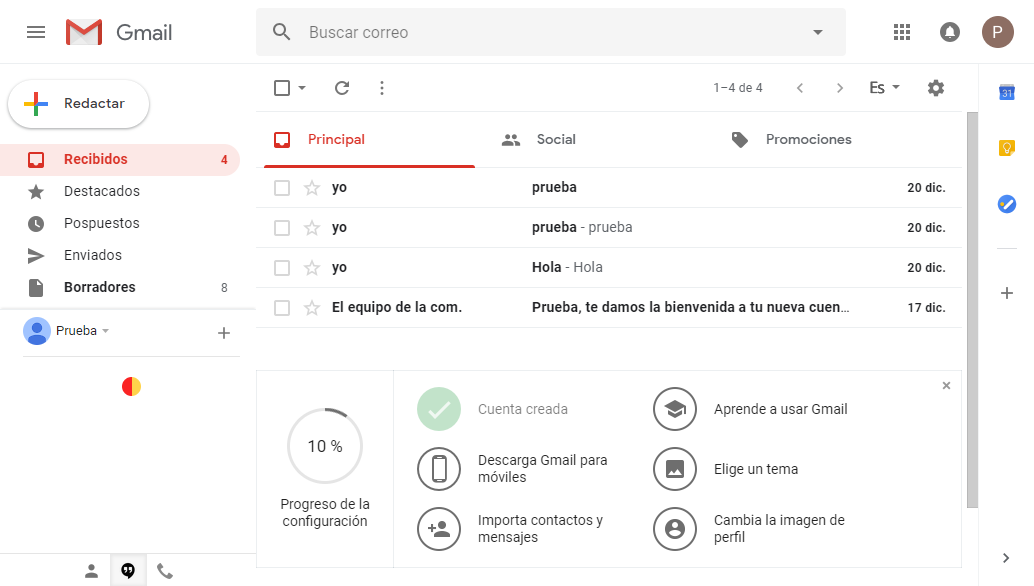 Gmail
Buscar correo
P
Redactar
1–4 de 4
Es
31
Recibidos 4
Destacados
Pospuestos
Enviados
Borradores 8
Prueba
Principal
Social
Promociones
yo prueba 20 dic.
yo prueba - prueba 20 dic.
yo Hola - Hola 20 dic.
El equipo de la com. Prueba, te damos la bienvenida a tu nueva cuen… 17 dic.
10 %
Progreso de la
configuración
Cuenta creada
Aprende a usar Gmail
Descarga Gmail para
móviles
Elige un tema
Importa contactos y
mensajes
Cambia la imagen de
perfil